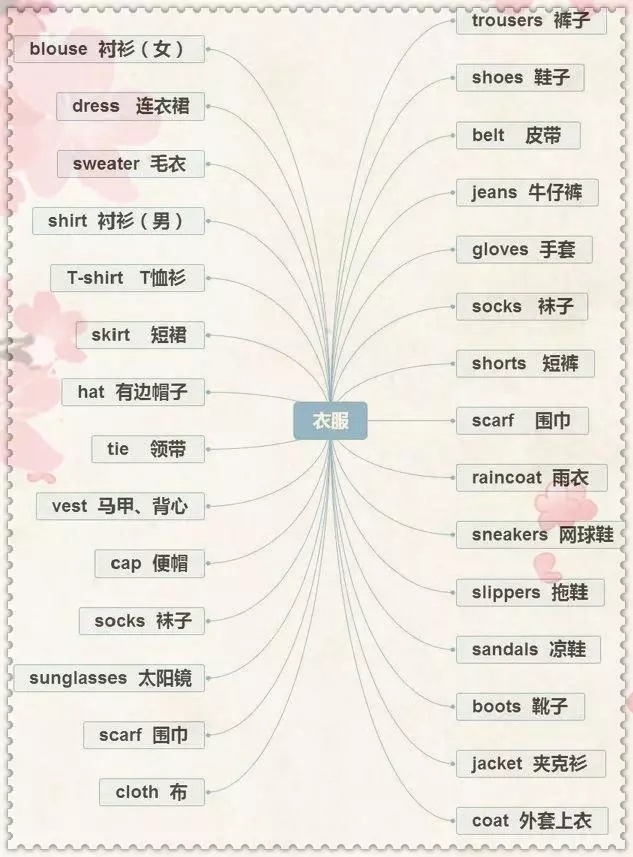 blouse 衬衫（女）
dress 连衣裙
sweater 毛衣
shirt 衬衫（男）
T-shirt T恤衫
skirt 短裙
hat 有边帽子
tie 领带
vest 马甲、背心
cap 便帽
socks 袜子
sunglasses 太阳镜
scarf 围巾
cloth 布
衣服
trousers 裤子
shoes 鞋子
belt 皮带
jeans 牛仔裤
gloves 手套
socks 袜子
shorts 短裤
scarf 围巾
raincoat 雨衣
sneakers 网球鞋
slippers 拖鞋
sandals 凉鞋
boots 靴子
jacket 夹克衫
coat 外套上衣